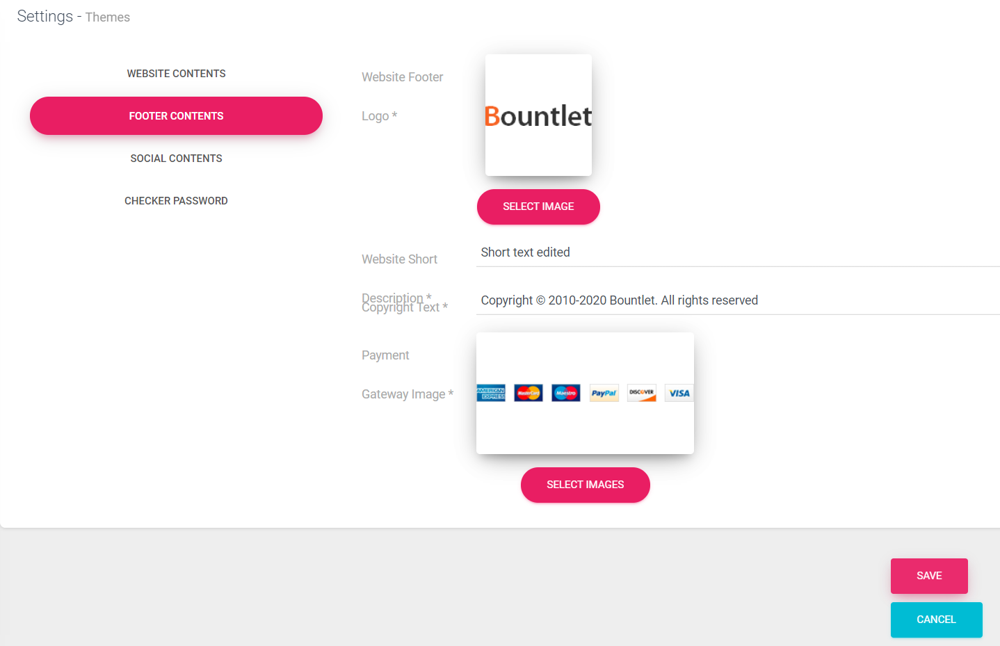 Settings - Themes
WEBSITE CONTENTS
FOOTER CONTENTS
SOCIAL CONTENTS
CHECKER PASSWORD
Website Footer
Logo *
Bountlet
SELECT IMAGE
Website Short
Description *
Short text edited
Copyright Text *
Copyright © 2010-2020 Bountlet. All rights reserved
Payment
Gateway Image *
AMERICAN
EXPRESS
MasterCard
Maestro
PayPal
DISCOVER
VISA
SELECT IMAGES
SAVE
CANCEL